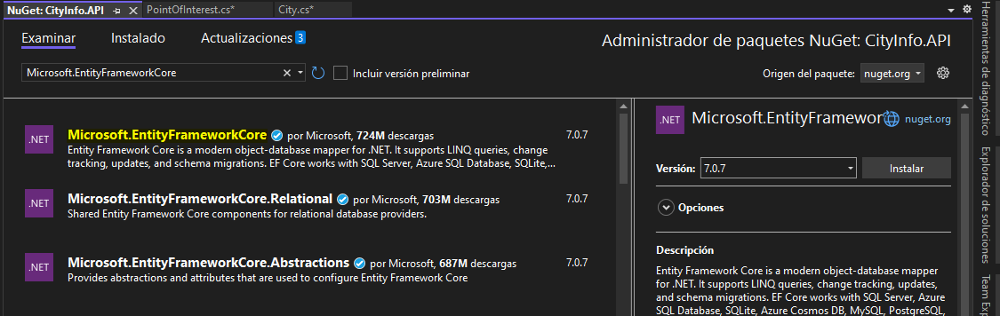 NuGet: CityInfo.API
PointOfInterest.cs*
City.cs*
Examinar
Instalado
Actualizaciones 3
Administrador de paquetes NuGet: CityInfo.API
Microsoft.EntityFrameworkCore
Incluir versión preliminar
Origen del paquete: nuget.org
.NET
Microsoft.EntityFrameworkCore por Microsoft, 724M descargas
7.0.7
Entity Framework Core is a modern object-database mapper for .NET. It supports LINQ queries, change
tracking, updates, and schema migrations. EF Core works with SQL Server, Azure SQL Database, SQLite,...
.NET
Microsoft.EntityFrameworkCore.Relational por Microsoft, 703M descargas
7.0.7
Shared Entity Framework Core components for relational database providers.
.NET
Microsoft.EntityFrameworkCore.Abstractions por Microsoft, 687M descargas
7.0.7
Provides abstractions and attributes that are used to configure Entity Framework Core
.NET
Microsoft.EntityFramewor
nuget.org
Versión: 7.0.7
Instalar
Opciones
Descripción
Entity Framework Core is a modern object-database mapper
for .NET. It supports LINQ queries, change tracking, updates,
and schema migrations. EF Core works with SQL Server, Azure
SQL Database, SQLite, Azure Cosmos DB, MySQL, PostgreSQL,
Herramientas de diagnóstico
Explorador de soluciones
Team Exp